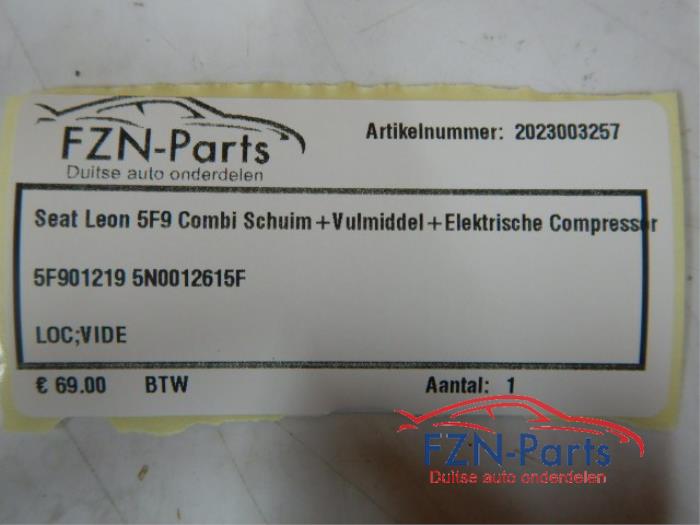 FZN-Parts
Duitse auto onderdelen
Artikelnummer: 2023003257
Seat Leon 5F9 Combi Schuim+Vulmiddel+Elektrische Compressor
5F901219 5N0012615F
LOC;VIDE
€ 69.00 BTW Aantal: 1
FZN-Parts
Duitse auto onderdelen